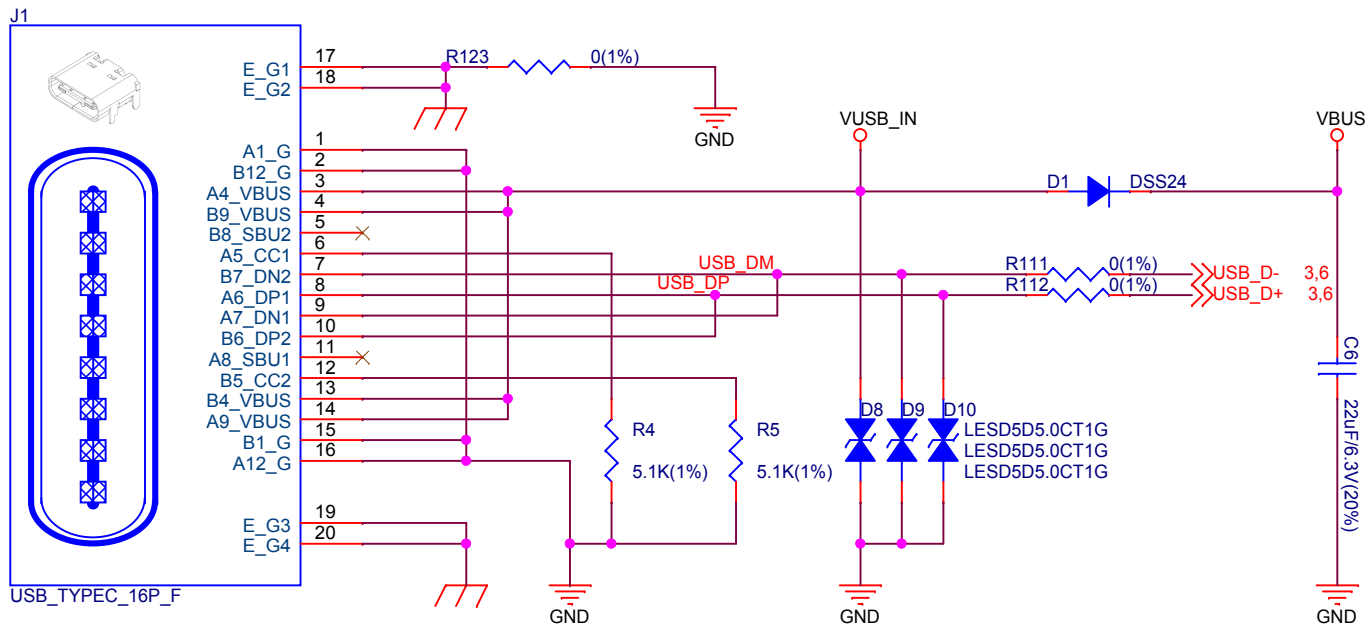 J1
E_G1 17
E_G2 18
R123 0(1%)
GND
A1_G 1
B12_G 2
A4_VBUS 3
B9_VBUS 4
B8_SBU2 5
A5_CC1 6
B7_DN2 7
A6_DP1 8
A7_DN1 9
B6_DP2 10
A8_SBU1 11
B5_CC2 12
B4_VBUS 13
A9_VBUS 14
B1_G 15
A12_G 16
E_G3 19
E_G4 20
USB_TYPEC_16P_F
VUSB_IN
VBUS
D1 DSS24
USB_DM
USB_DP
R111 0(1%) USB_D- 3,6
R112 0(1%) USB_D+ 3,6
C6
22uF/6.3V(20%)
R4
5.1K(1%)
R5
5.1K(1%)
D8 D9 D10
LESD5D5.0CT1G
LESD5D5.0CT1G
LESD5D5.0CT1G
GND
GND
GND